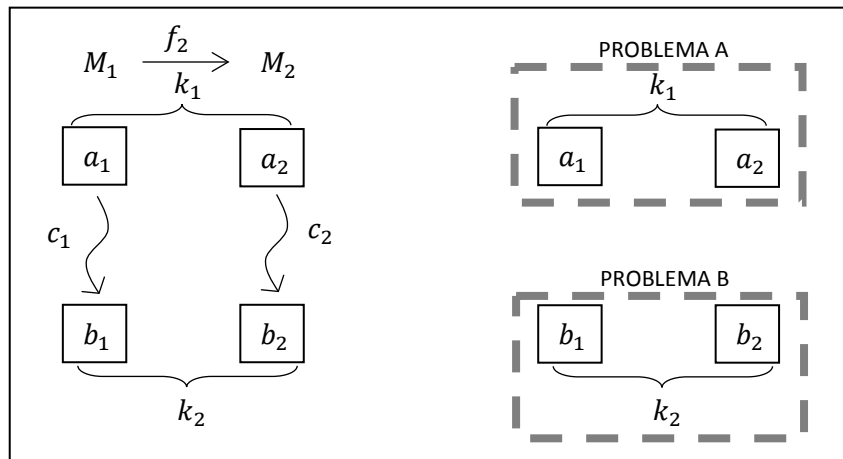 f₂
M₁ M₂
k₁
a₁ a₂
c₁ c₂
b₁ b₂
k₂
PROBLEMA A
k₁
a₁ a₂
PROBLEMA B
b₁ b₂
k₂